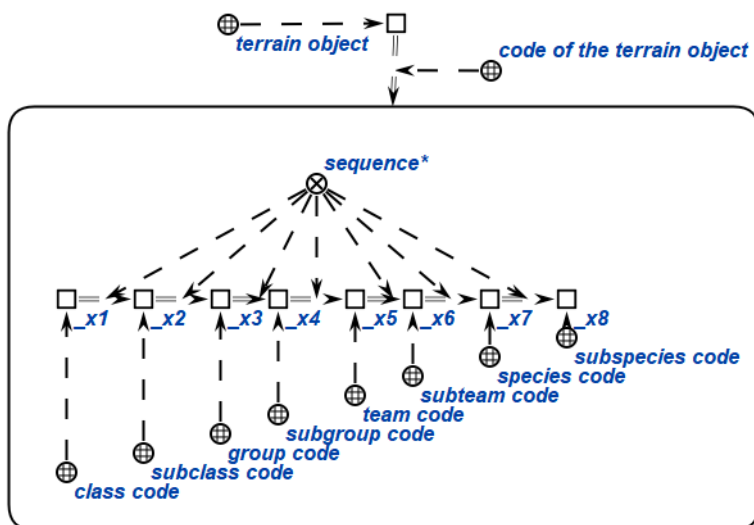 terrain object
code of the terrain object
sequence*
_x1
_x2
_x3
_x4
_x5
_x6
_x7
_x8
subspecies code
species code
subteam code
team code
subgroup code
group code
subclass code
class code